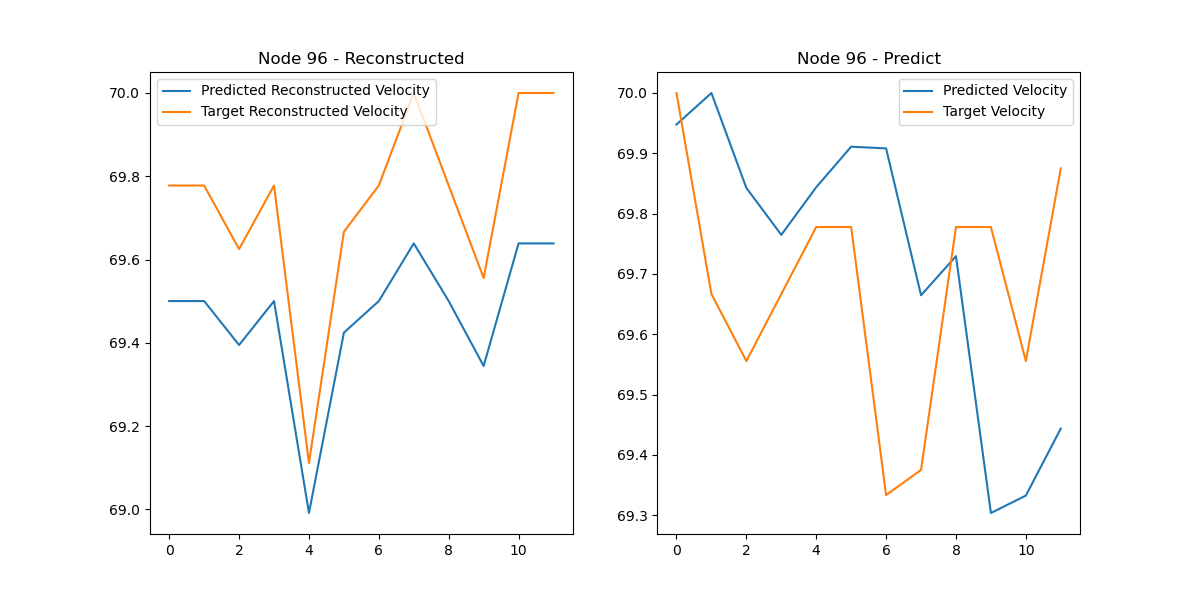 Node 96 - Reconstructed
Predicted Reconstructed Velocity
Target Reconstructed Velocity
70.0
69.8
69.6
69.4
69.2
69.0
0 2 4 6 8 10
Node 96 - Predict
Predicted Velocity
Target Velocity
70.0
69.9
69.8
69.7
69.6
69.5
69.4
69.3
0 2 4 6 8 10